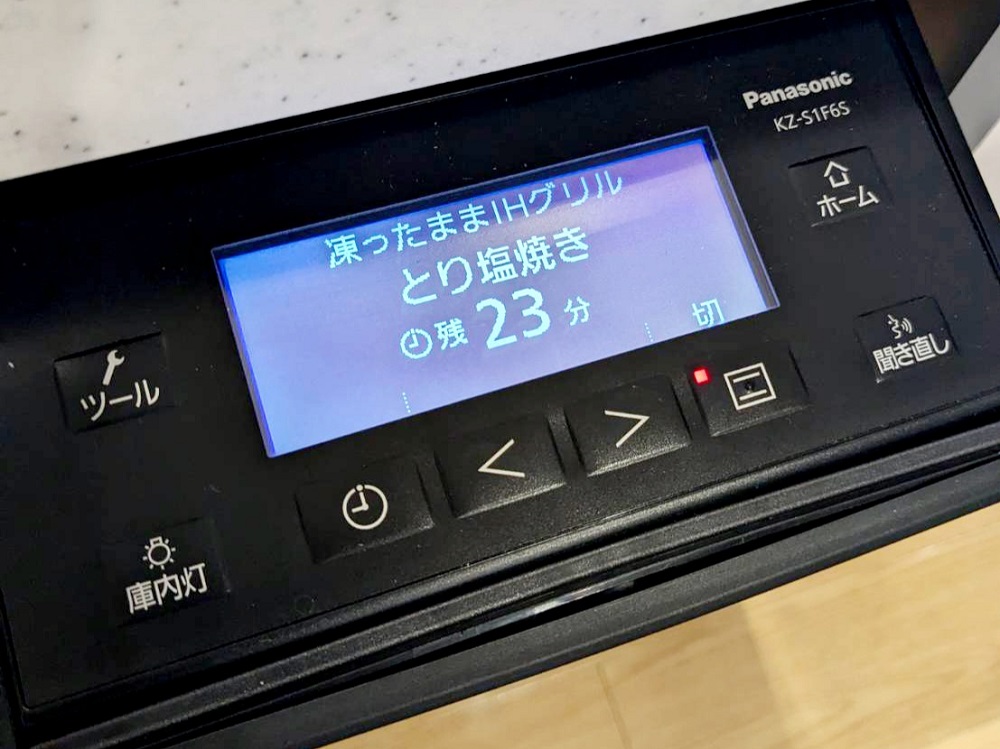 Panasonic
KZ-S1F6S
ホーム
凍ったままIHグリル
とり塩焼き
残 23 分
切
聞き直し
ツール
< >
庫内灯